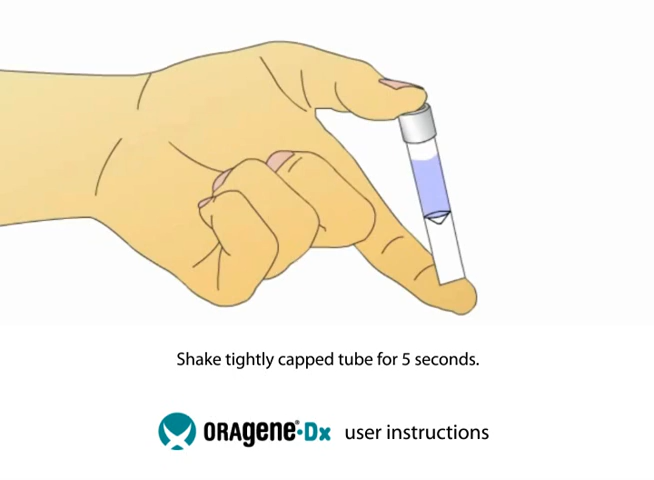 Shake tightly capped tube for 5 seconds.
ORAgene®•Dx user instructions